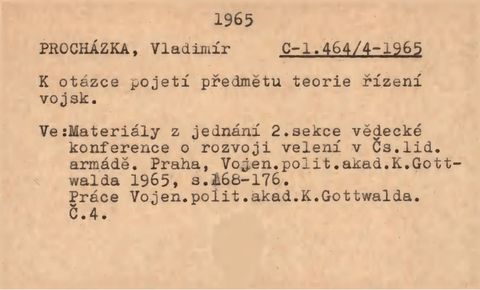 1965
PROCHÁZKA, Vladimír C-1.464/4-1965
K otázce pojetí předmětu teorie řízení
vojsk.
Ve:Materiály z jednání 2.sekce vědecké
konference o rozvoji velení v Čs.lid.
armádě. Praha, Vojen.polit.akad.K.Gott-
walda 1965, s.168-176.
Práce Vojen.polit.akad.K.Gottwalda.
Č.4.